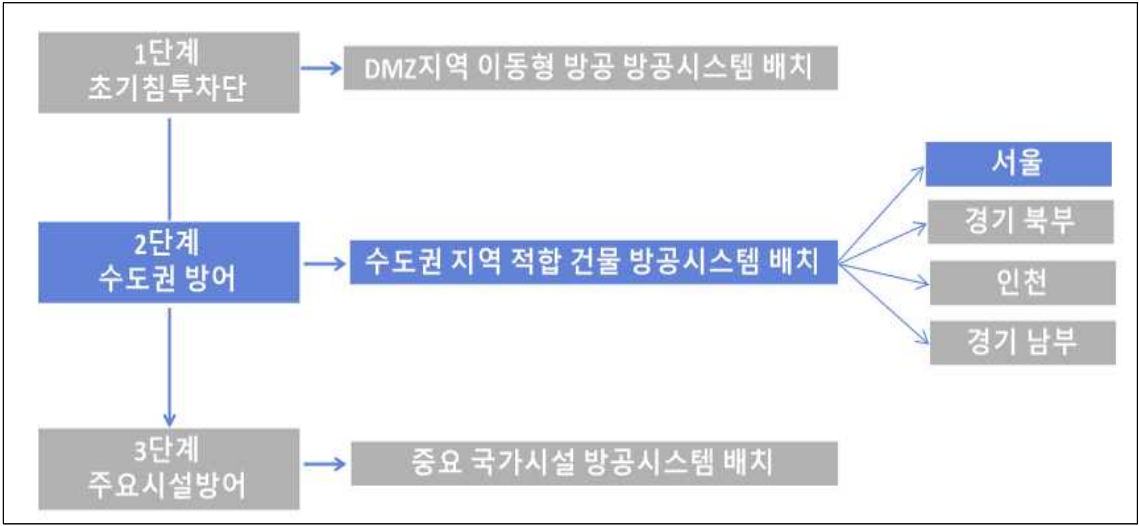 1단계
초기침투차단
DMZ지역 이동형 방공 방공시스템 배치
서울
경기 북부
2단계
수도권 방어
수도권 지역 적합 건물 방공시스템 배치
인천
경기 남부
3단계
주요시설방어
중요 국가시설 방공시스템 배치